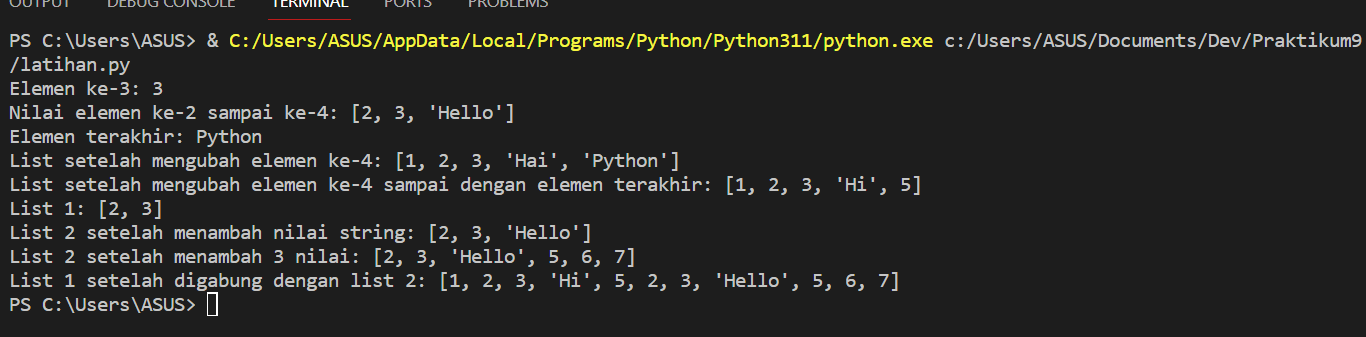 OUTPUT DEBUG CONSOLE TERMINAL PORTS PROBLEMS
PS C:\Users\ASUS> & C:/Users/ASUS/AppData/Local/Programs/Python/Python311/python.exe c:/Users/ASUS/Documents/Dev/Praktikum9
/latihan.py
Elemen ke-3: 3
Nilai elemen ke-2 sampai ke-4: [2, 3, 'Hello']
Elemen terakhir: Python
List setelah mengubah elemen ke-4: [1, 2, 3, 'Hai', 'Python']
List setelah mengubah elemen ke-4 sampai dengan elemen terakhir: [1, 2, 3, 'Hi', 5]
List 1: [2, 3]
List 2 setelah menambah nilai string: [2, 3, 'Hello']
List 2 setelah menambah 3 nilai: [2, 3, 'Hello', 5, 6, 7]
List 1 setelah digabung dengan list 2: [1, 2, 3, 'Hi', 5, 2, 3, 'Hello', 5, 6, 7]
PS C:\Users\ASUS>